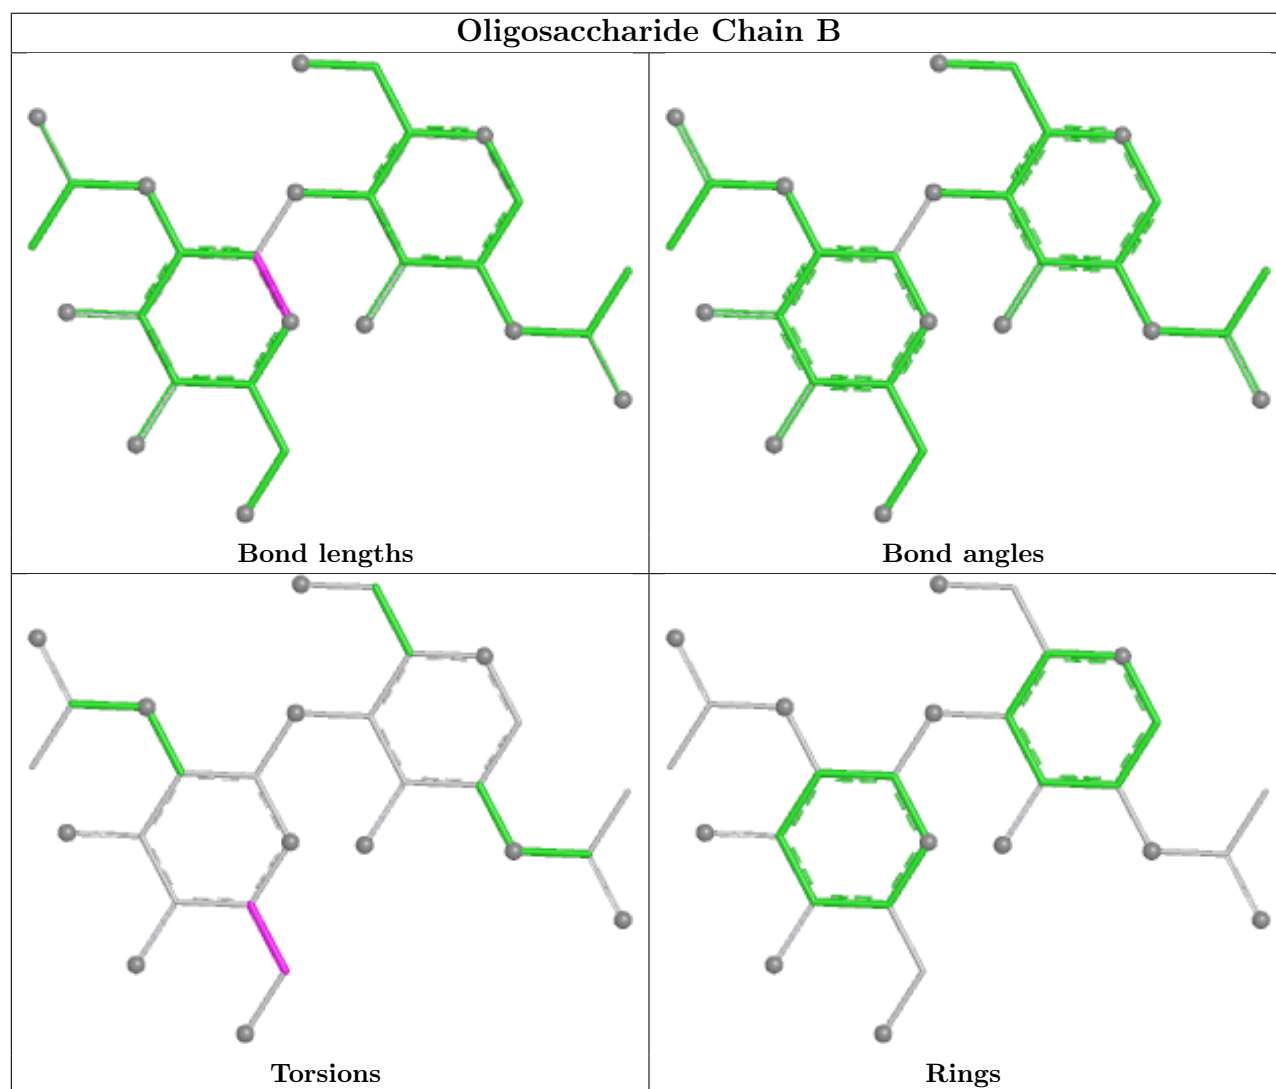 Oligosaccharide Chain B
Bond lengths
Bond angles
Torsions
Rings